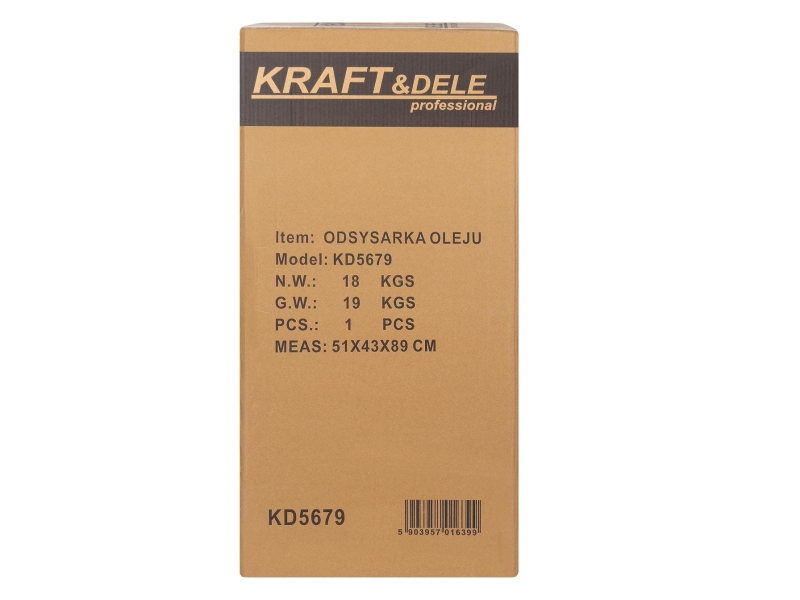 KRAFT&DELE
professional
Item: ODSYSARKA OLEJU
Model: KD5679
N.W.: 18 KGS
G.W.: 19 KGS
PCS.: 1 PCS
MEAS: 51X43X89 CM
KD5679
5 903957 016399